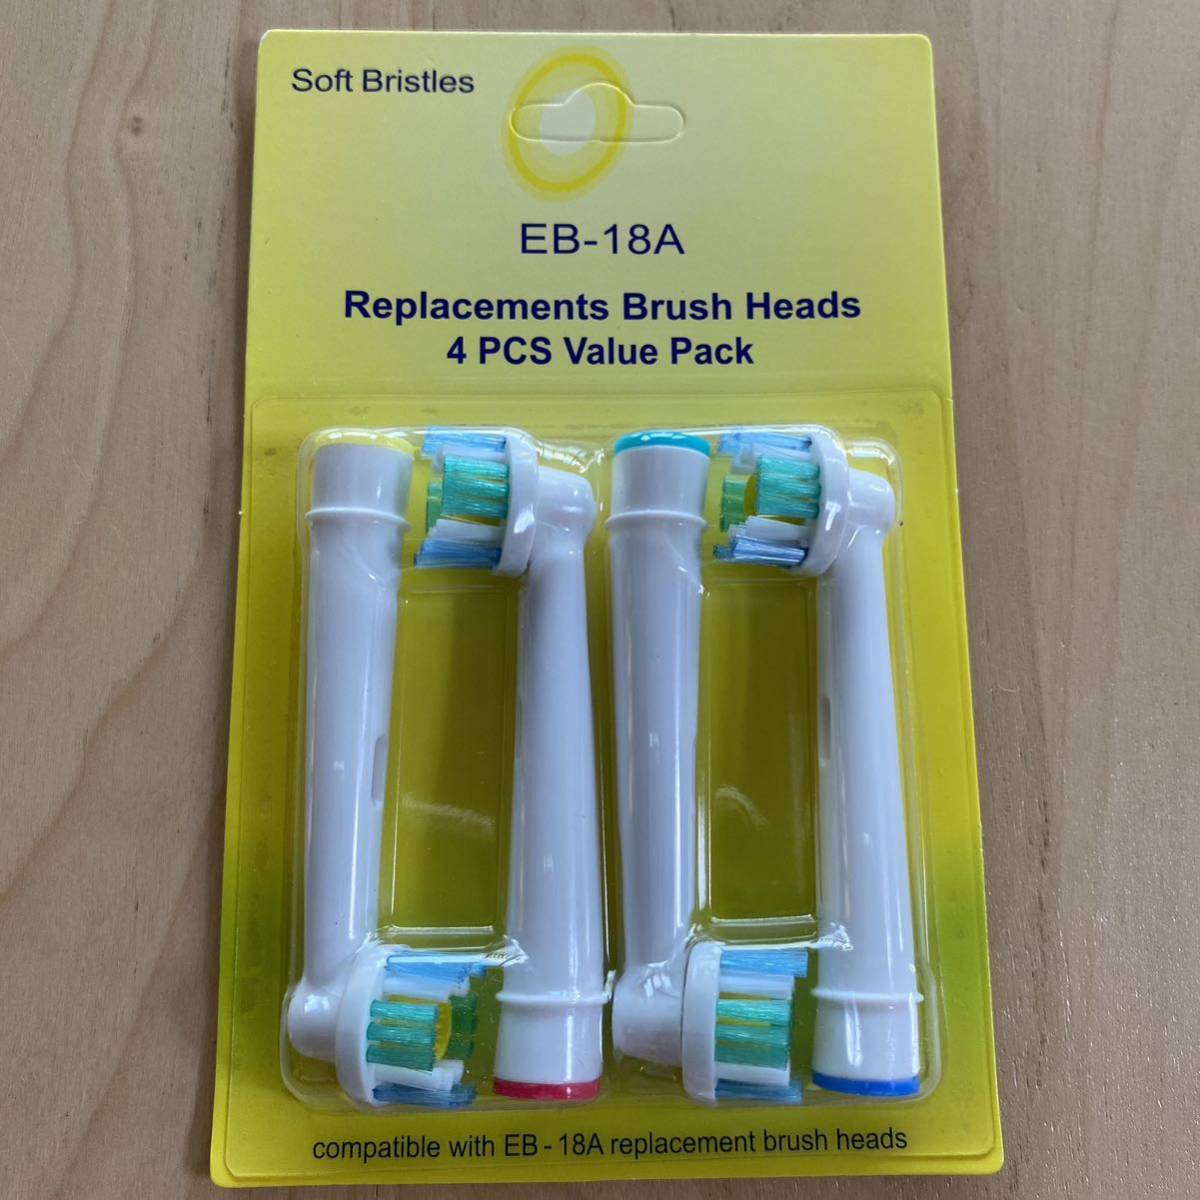 Soft Bristles
EB-18A
Replacements Brush Heads
4 PCS Value Pack
compatible with EB - 18A replacement brush heads